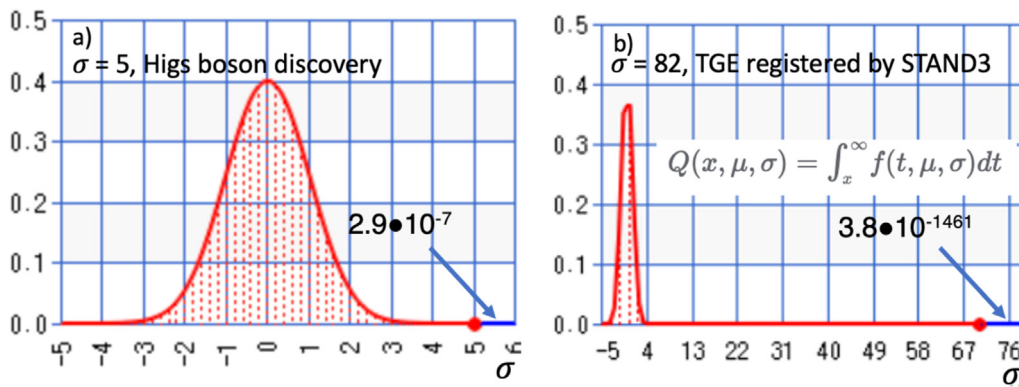 a)
σ = 5, Higs boson discovery
0.5
0.4
0.3
0.2
0.1
0.0
2.9●10-7
-5 -4 -3 -2 -1 0 1 2 3 4 5 6
σ
b)
σ = 82, TGE registered by STAND3
0.5
0.4
0.3
0.2
0.1
0.0
Q(x, μ, σ) = ∫x∞ f(t, μ, σ)dt
3.8●10-1461
-5 4 13 22 31 40 49 58 67 76
σ